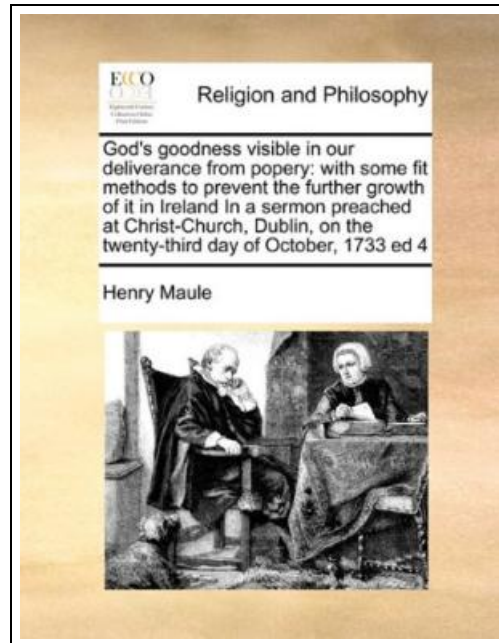 ECCO
Religion and Philosophy
God's goodness visible in our
deliverance from popery: with some fit
methods to prevent the further growth
of it in Ireland In a sermon preached
at Christ-Church, Dublin, on the
twenty-third day of October, 1733 ed 4
Henry Maule